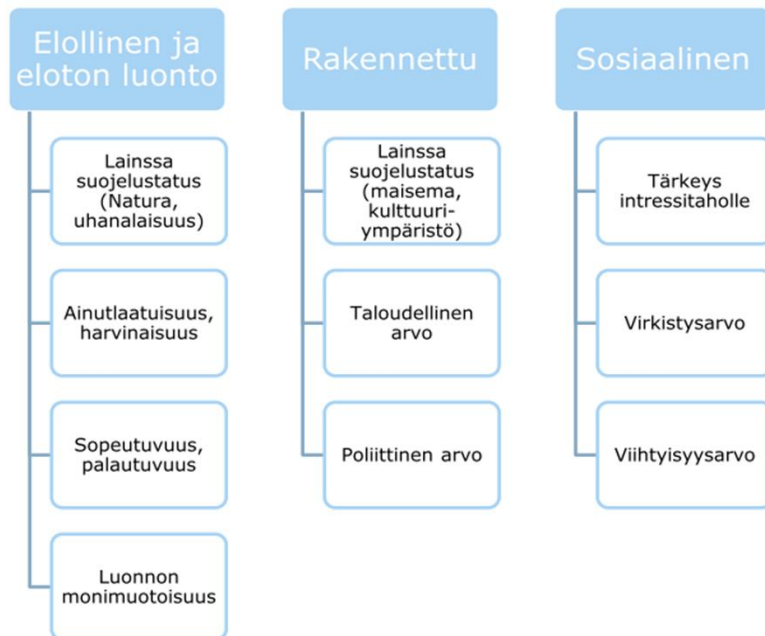 Elollinen ja
eloton luonto
Lainssa
suojelustatus
(Natura,
uhanalaisuus)
Ainutlaatuisuus,
harvinaisuus
Sopeutuvuus,
palautuvuus
Luonnon
monimuotoisuus
Rakennettu
Lainssa
suojelustatus
(maisema,
kulttuuri-
ympäristö)
Taloudellinen
arvo
Poliittinen arvo
Sosiaalinen
Tärkeys
intressitaholle
Virkistysarvo
Viihtyisyysarvo